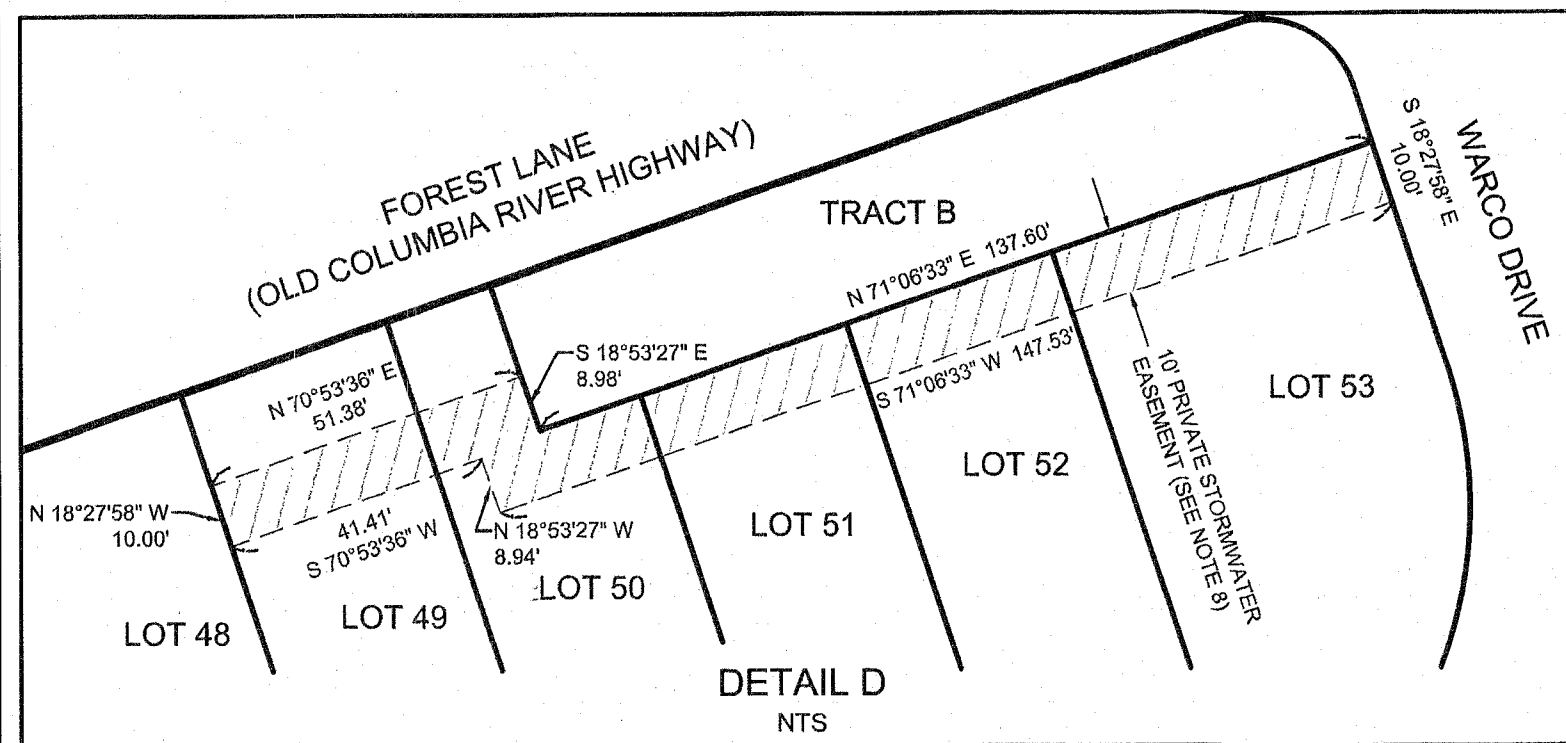 FOREST LANE
(OLD COLUMBIA RIVER HIGHWAY)
TRACT B
S 18°27'58" E
10.00'
WARCO DRIVE
N 71°06'33" E 137.60'
S 71°06'33" W 147.53'
S 18°53'27" E
8.98'
N 70°53'36" E
51.38'
N 18°27'58" W
10.00'
41.41'
S 70°53'36" W
N 18°53'27" W
8.94'
10' PRIVATE STORMWATER
EASEMENT (SEE NOTE 8)
LOT 48
LOT 49
LOT 50
LOT 51
LOT 52
LOT 53
DETAIL D
NTS